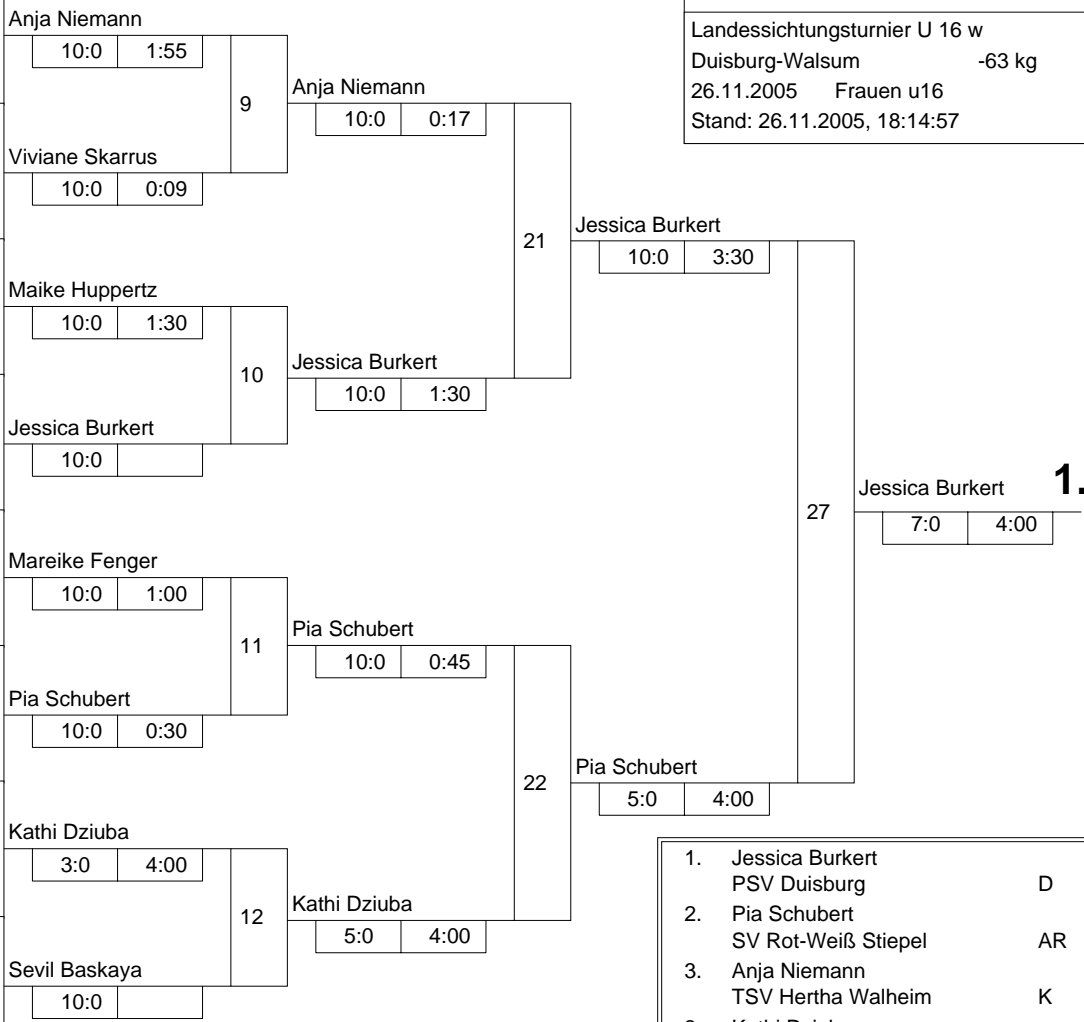 Anja Niemann
10:0 1:55
9
Viviane Skarrus
10:0 0:09
Maike Huppertz
10:0 1:30
10
Jessica Burkert
10:0
Mareike Fenger
10:0 1:00
11
Pia Schubert
10:0 0:30
Kathi Dziuba
3:0 4:00
12
Sevil Baskaya
10:0
Anja Niemann
10:0 0:17
21
Jessica Burkert
10:0 1:30
Pia Schubert
10:0 0:45
22
Kathi Dziuba
5:0 4:00
Jessica Burkert
10:0 3:30
27
Pia Schubert
5:0 4:00
Jessica Burkert 1.
7:0 4:00
Landessichtungsturnier U 16 w
Duisburg-Walsum -63 kg
26.11.2005 Frauen u16
Stand: 26.11.2005, 18:14:57
1. Jessica Burkert
PSV Duisburg D
2. Pia Schubert
SV Rot-Weiß Stiepel AR
3. Anja Niemann
TSV Hertha Walheim K